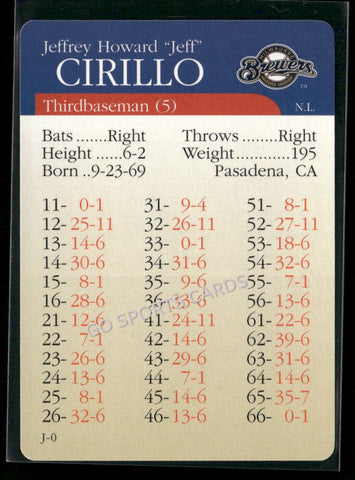 Jeffrey Howard “Jeff”
CIRILLO
MILWAUKEE
Brewers
TM
Thirdbaseman (5)
N.L.
Bats .......Right Throws .......Right
Height .......6-2 Weight............195
Born ..9-23-69 Pasadena, CA
11- 0-1 31- 9-4 51- 8-1
12- 25-11 32- 26-11 52- 27-11
13- 14-6 33- 0-1 53- 18-6
14- 30-6 34- 31-6 54- 32-6
15- 8-1 35- 14-6 55- 7-1
16- 28-6 36- 33-6 56- 13-6
21- 12-6 41- 24-11 61- 22-6
22- 7-1 42- 13-6 62- 39-6
23- 26-6 43- 29-6 63- 31-6
24- 13-6 44- 7-1 64- 14-6
25- 8-1 45- 14-6 65- 35-7
26- 32-6 46- 13-6 66- 0-1
J-0
GO SPORTS CARDS